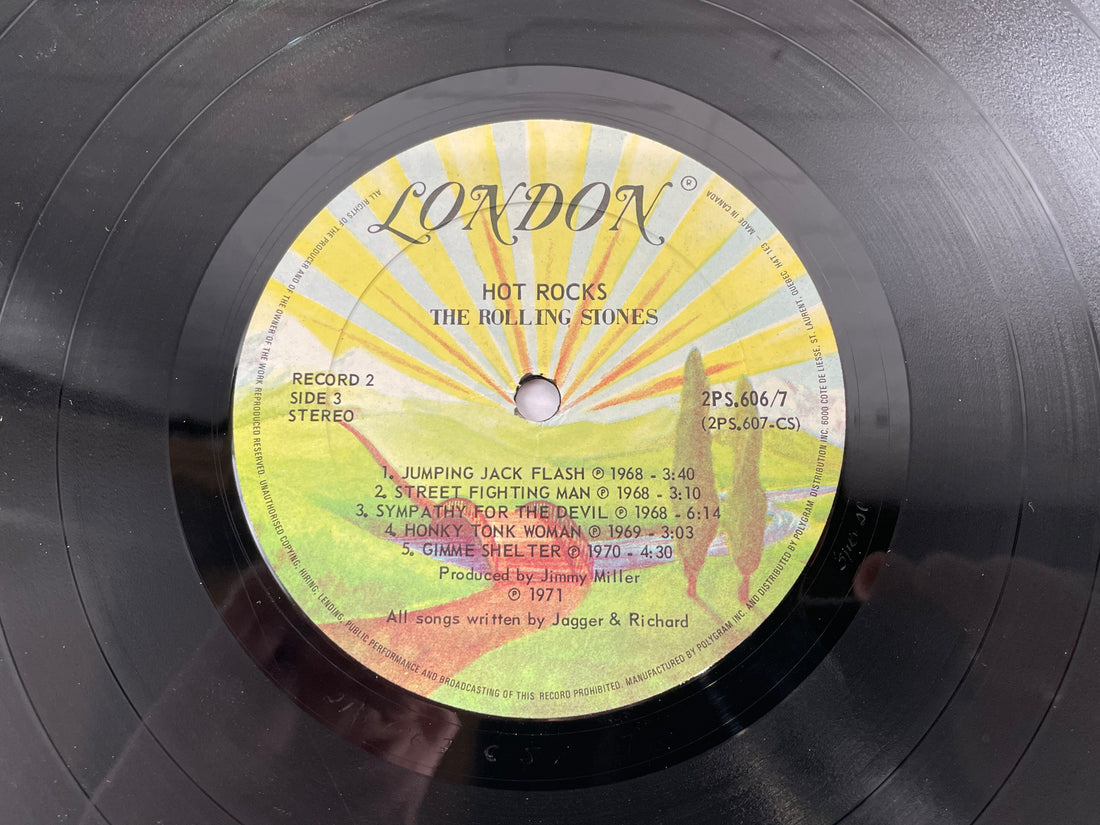 LONDON ®
HOT ROCKS
THE ROLLING STONES
RECORD 2
SIDE 3
STEREO
2PS.606/7
(2PS.607-CS)
1. JUMPING JACK FLASH ℗ 1968 - 3:40
2. STREET FIGHTING MAN ℗ 1968 - 3:10
3. SYMPATHY FOR THE DEVIL ℗ 1968 - 6:14
4. HONKY TONK WOMAN ℗ 1969 - 3:03
5. GIMME SHELTER ℗ 1970 - 4:30
Produced by Jimmy Miller
℗ 1971
All songs written by Jagger & Richard
ALL RIGHTS OF THE PRODUCER AND OF THE OWNER OF THE WORK REPRODUCED RESERVED. UNAUTHORISED COPYING, HIRING, LENDING, PUBLIC PERFORMANCE AND BROADCASTING OF THIS RECORD PROHIBITED. MANUFACTURED BY POLYGRAM INC. AND DISTRIBUTED BY POLYGRAM DISTRIBUTION INC. 6000 COTE DE LIESSE, ST. LAURENT, QUEBEC, H4T 1E3 – MADE IN CANADA